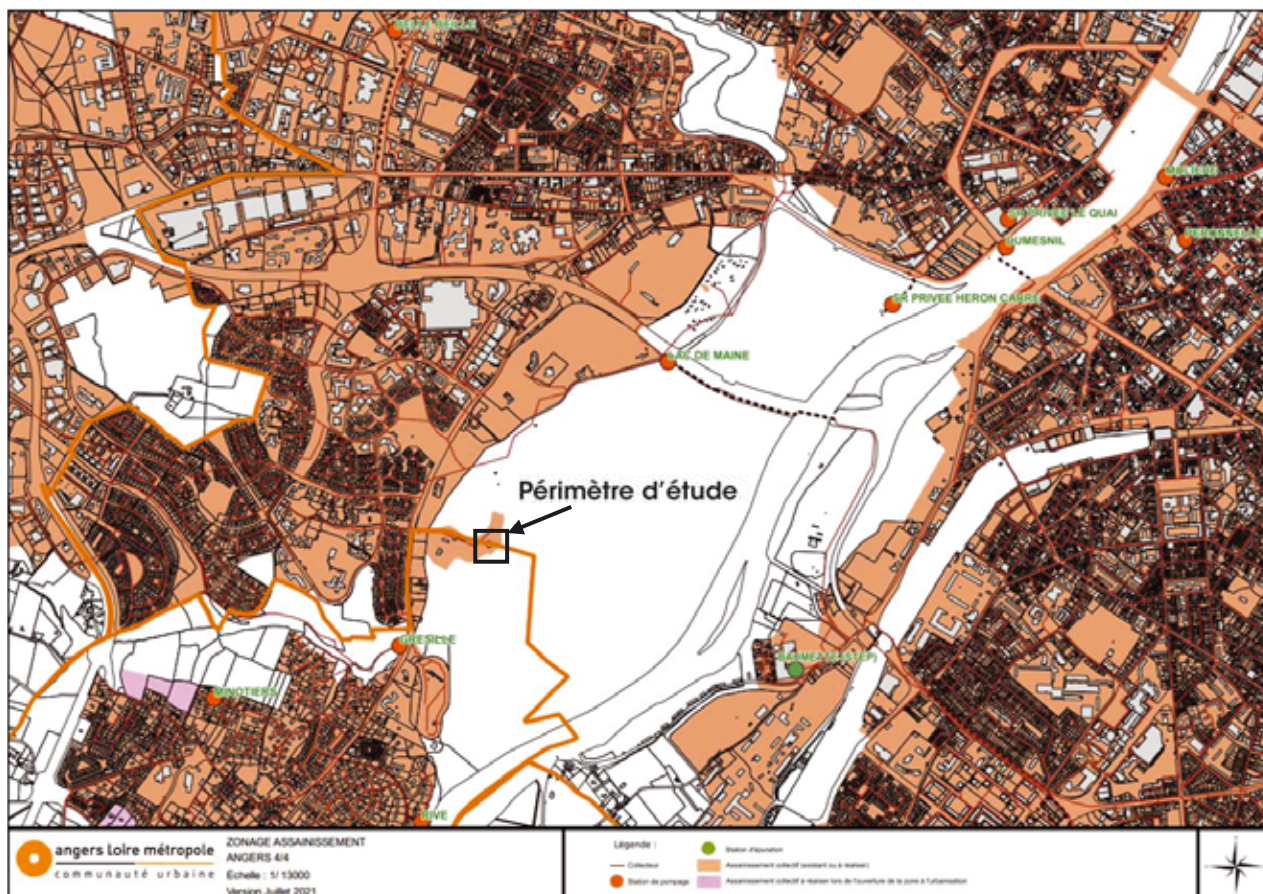 BELLE BEILLE
MOLIERE
SR PRIVEE LE QUAI
DUMESNIL
PERONNELLE
SR PRIVEE HERON CARRE
LAC DE MAINE
Périmètre d'étude
GRESILLE
BAUMETTE (STEP)
MINOTIERS
RIVE
angers loire métropole
communauté urbaine
ZONAGE ASSAINISSEMENT
ANGERS 4/4
Échelle : 1/ 13000
Version Juillet 2021
Légende :
Collecteur
Station de pompage
Station d'épuration
Assainissement collectif (existant ou à réaliser)
Assainissement collectif à réaliser lors de l'ouverture de la zone à l'urbanisation